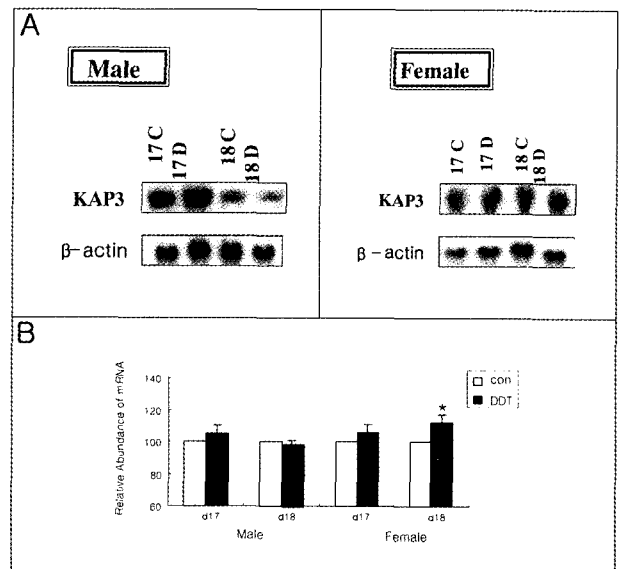 A
Male
Female
17 C
17 D
18 C
18 D
KAP3
β-actin
17 C
17 D
18 C
18 D
KAP3
β-actin
B
Relative Abundance of mRNA
140
120
100
80
60
con
DDT
*
d17
d18
d17
d18
Male
Female